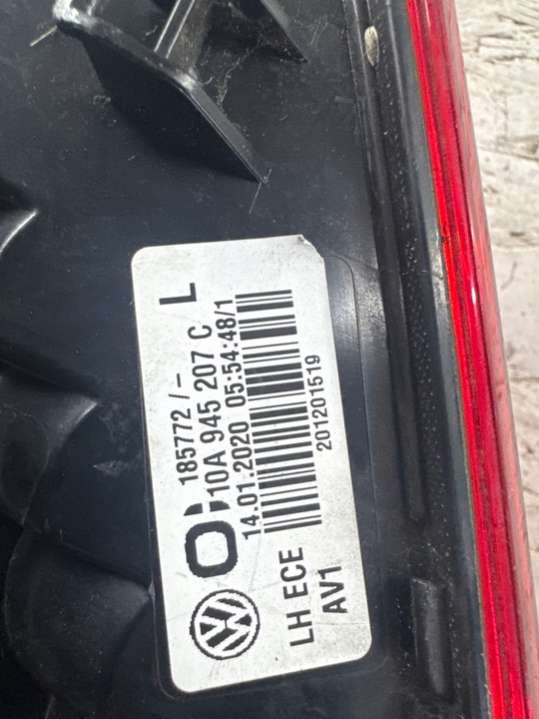 185772 /- L
10A 945 207 C
14.01.2020 05:54:48/1
201201519
LH ECE
AV1